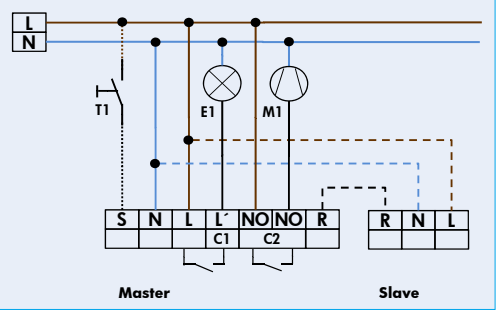 L
N
T1
E1
M1
S N L L´ NO NO R
C1 C2
R N L
Master
Slave